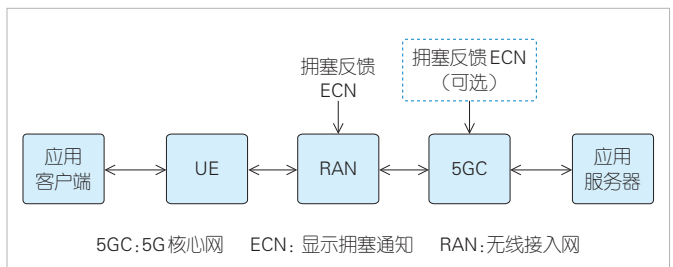 拥塞反馈
ECN
拥塞反馈ECN
（可选）
应用
客户端
UE
RAN
5GC
应用
服务器
5GC：5G核心网 ECN：显示拥塞通知 RAN：无线接入网